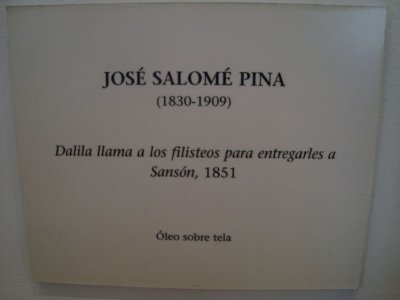 JOSÉ SALOMÉ PINA
(1830-1909)
Dalila llama a los filisteos para entregarles a
Sansón, 1851
Óleo sobre tela